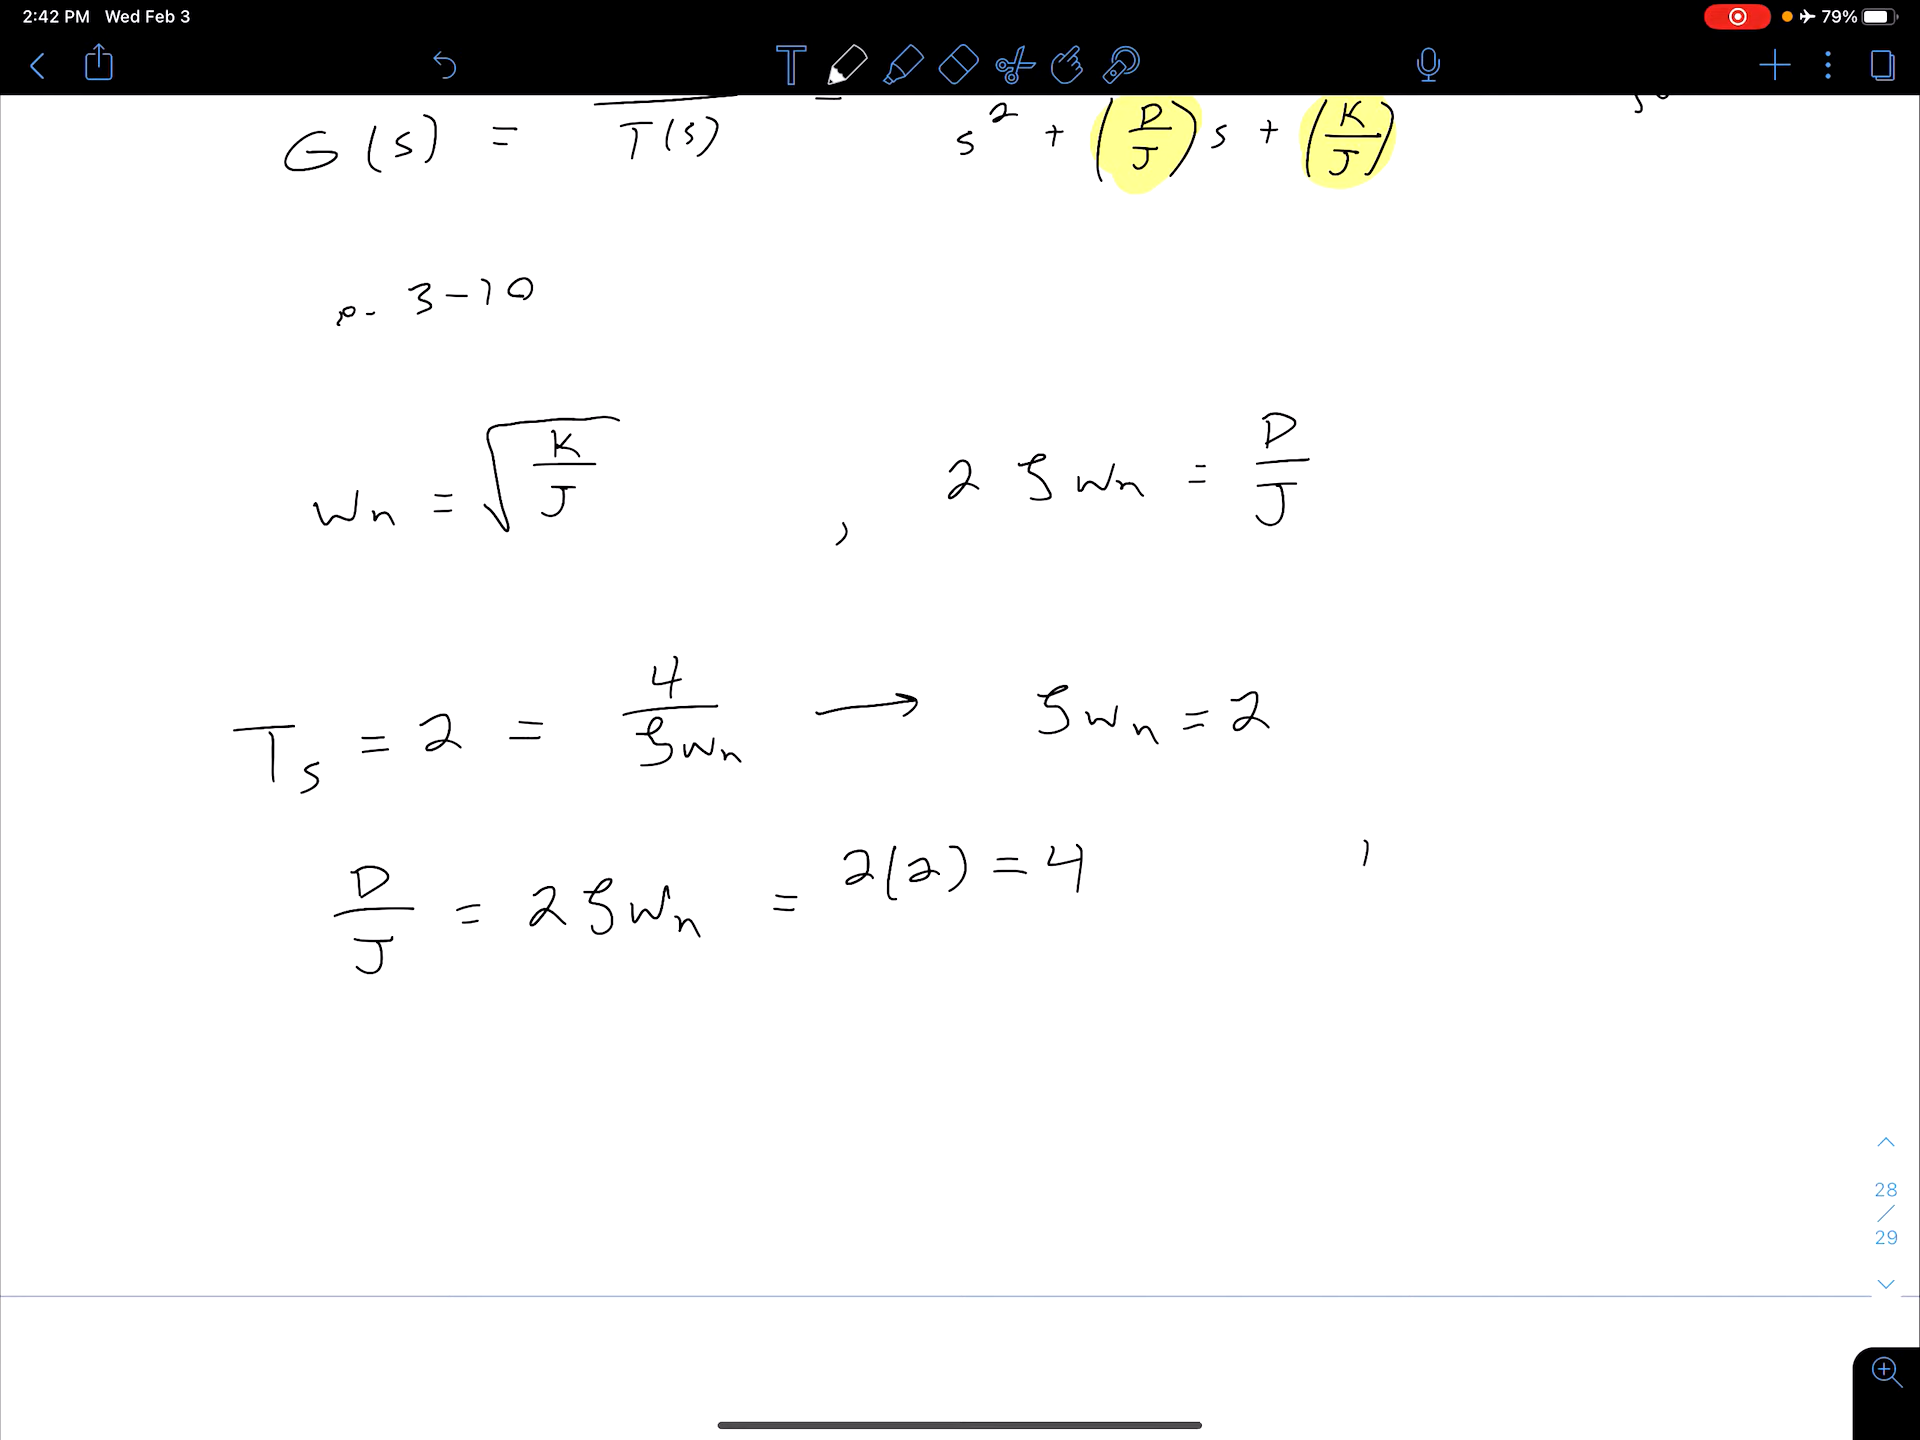 2:42 PM Wed Feb 3
79%
T
G(s) = T(s) = s² + (D/J)s + (K/J)
p. 3-10
ωn = √(K/J) , 2ζωn = D/J
Ts = 2 = 4/ζωn → ζωn = 2
D/J = 2ζωn = 2(2) = 4 ,
28
/
29